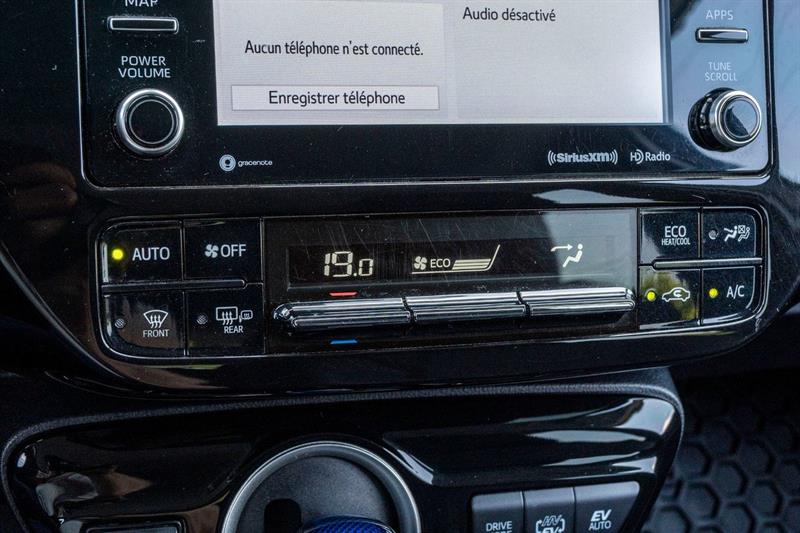 MAP
Audio désactivé
APPS
Aucun téléphone n'est connecté.
POWER
VOLUME
TUNE
SCROLL
Enregistrer téléphone
gracenote
((SiriusXM))
HD Radio
AUTO
OFF
19.0
ECO
ECO
HEAT/COOL
FRONT
REAR
A/C
DRIVE
EV
AUTO